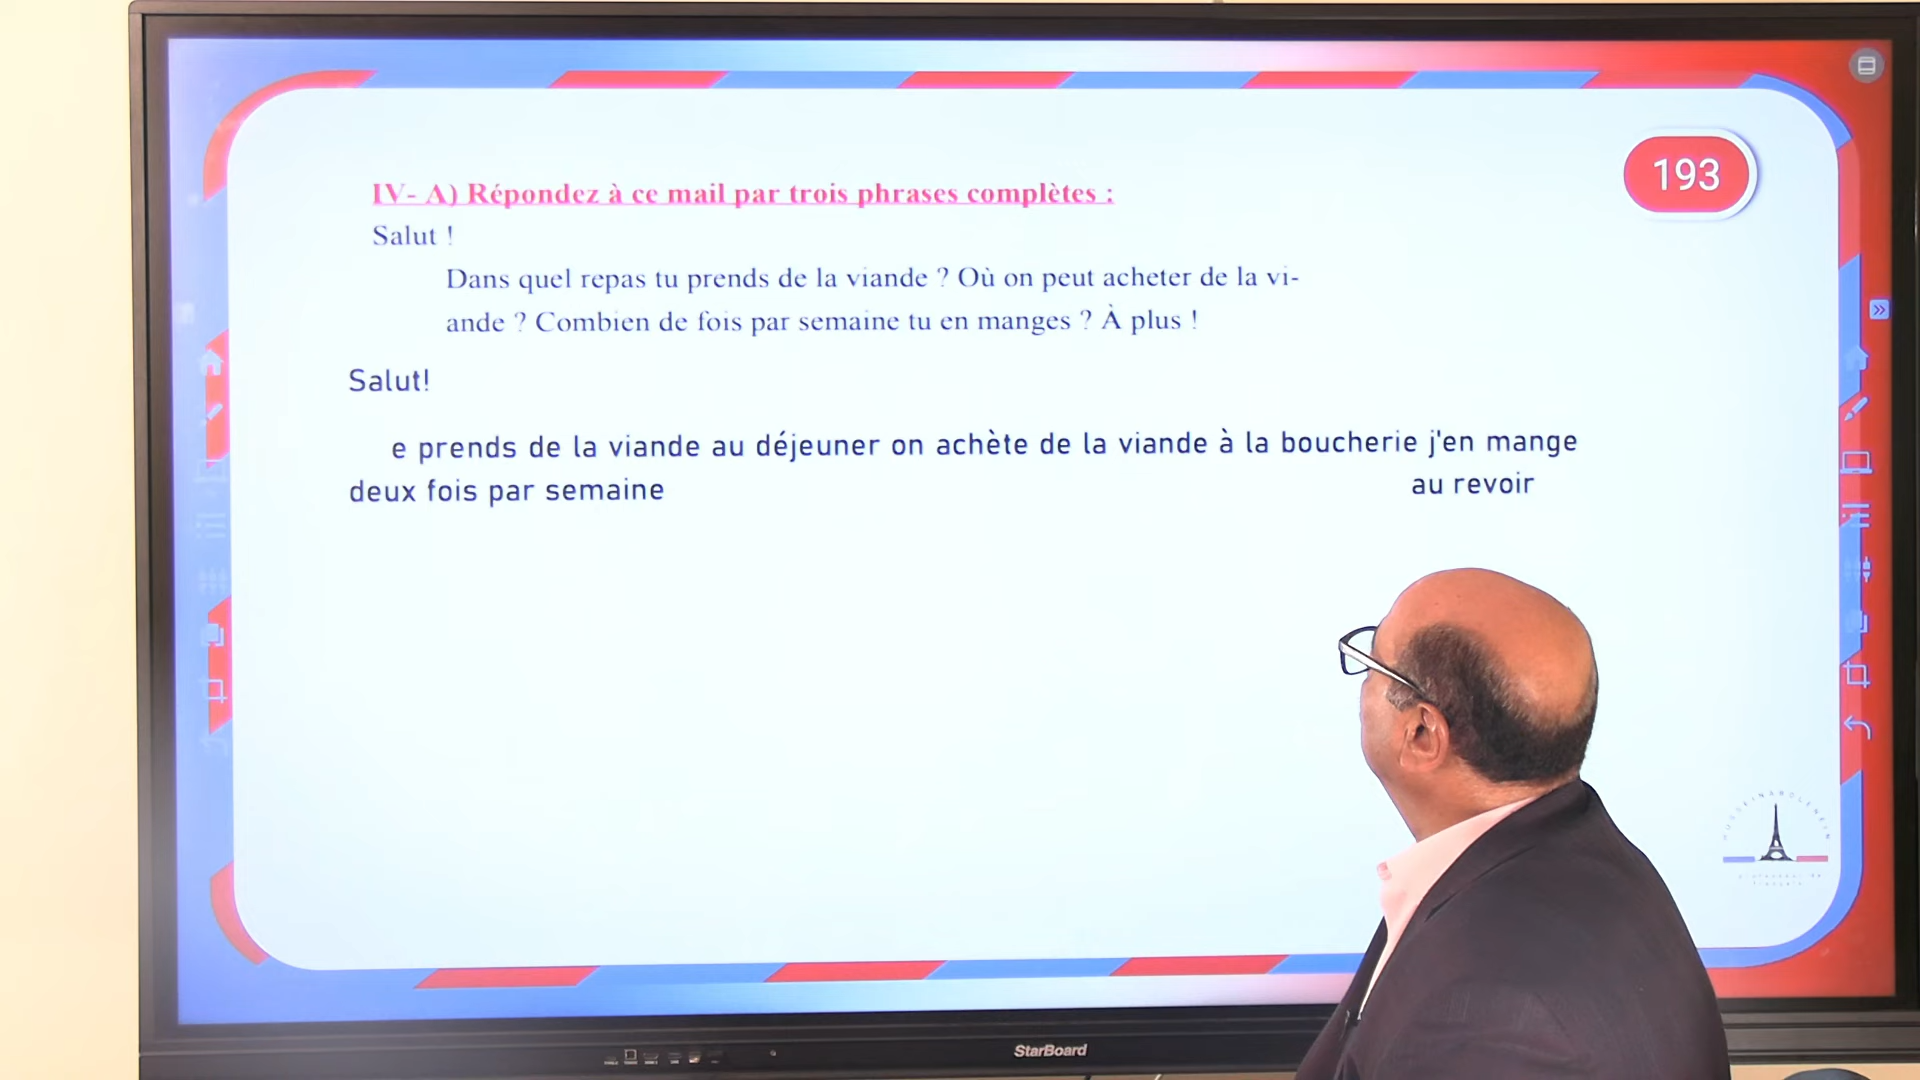 193
IV- A) Répondez à ce mail par trois phrases complètes :
Salut !
Dans quel repas tu prends de la viande ? Où on peut acheter de la vi-
ande ? Combien de fois par semaine tu en manges ? À plus !
Salut!
e prends de la viande au déjeuner on achète de la viande à la boucherie j'en mange
deux fois par semaine au revoir
StarBoard